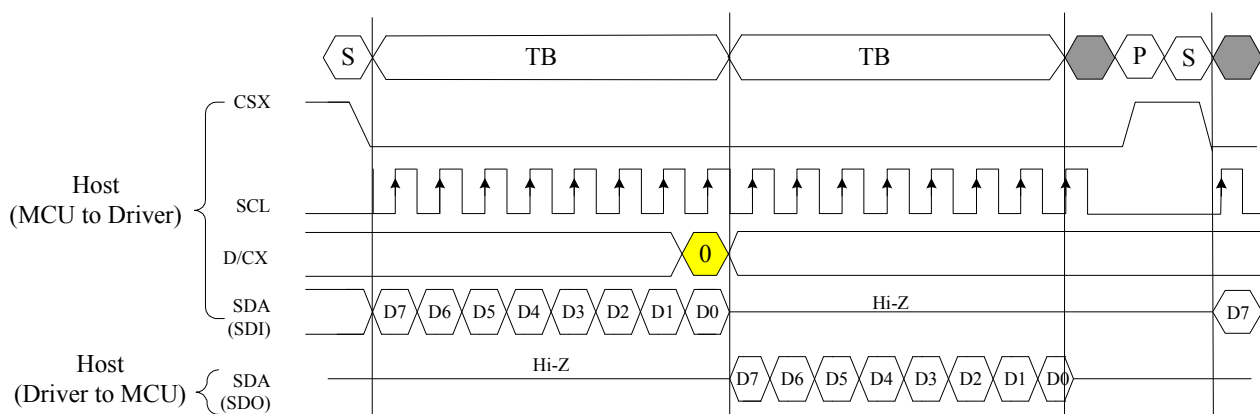 S TB TB P S
CSX
Host
(MCU to Driver)
SCL
D/CX 0
SDA
(SDI)
D7 D6 D5 D4 D3 D2 D1 D0 Hi-Z D7
Host
(Driver to MCU)
SDA
(SDO)
Hi-Z D7 D6 D5 D4 D3 D2 D1 D0